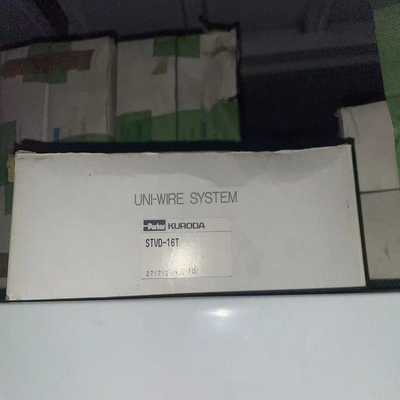 UNI-WIRE SYSTEM
Parker KURODA
STVD-16T